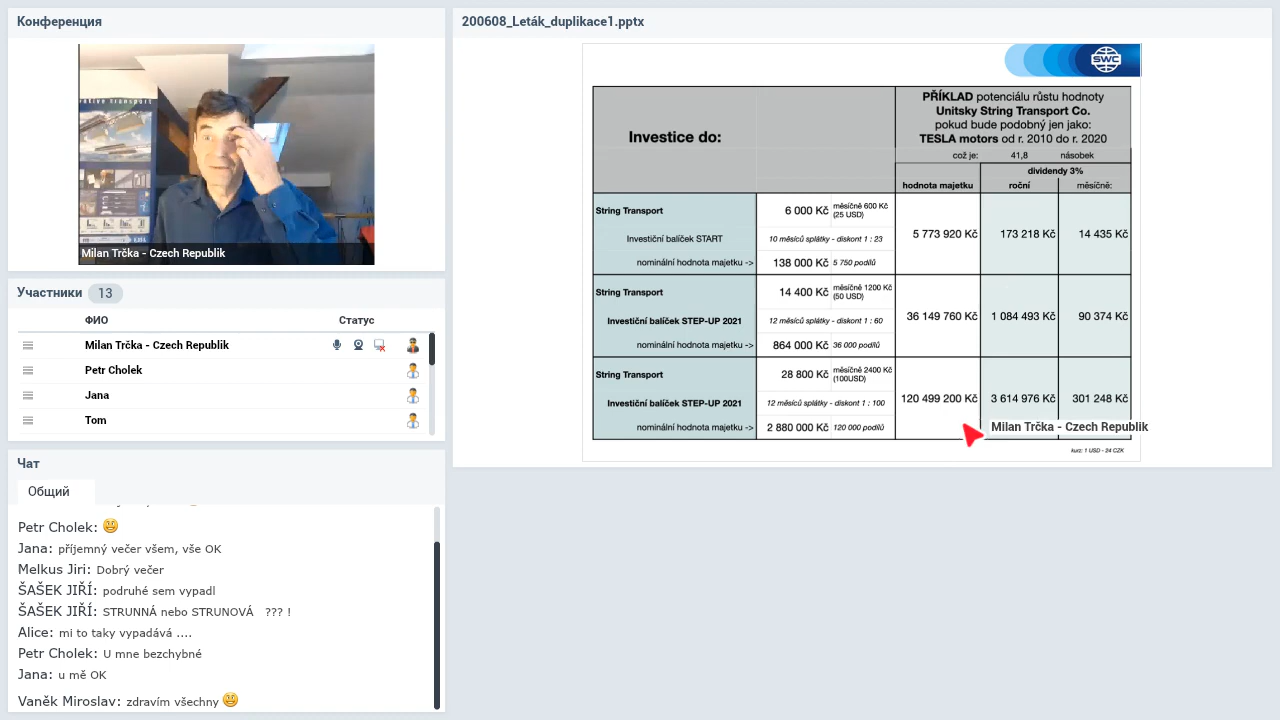 Конференция
Milan Trčka - Czech Republik
Участники 13
ФИО Статус
Milan Trčka - Czech Republik
Petr Cholek
Jana
Tom
Чат
Общий
Petr Cholek:
Jana: příjemný večer všem, vše OK
Melkus Jiri: Dobrý večer
ŠAŠEK JIŘÍ: podruhé sem vypadl
ŠAŠEK JIŘÍ: STRUNNÁ nebo STRUNOVÁ ??? !
Alice: mi to taky vypadává ....
Petr Cholek: U mne bezchybné
Jana: u mě OK
Vaněk Miroslav: zdravím všechny
200608_Leták_duplikace1.pptx
SWC
Investice do:
PŘÍKLAD potenciálu růstu hodnoty
Unitsky String Transport Co.
pokud bude podobný jen jako:
TESLA motors od r. 2010 do r. 2020
což je: 41,8 násobek
dividendy 3%
hodnota majetku roční měsíčně:
String Transport 6 000 Kč měsíčně 600 Kč
(25 USD)
5 773 920 Kč 173 218 Kč 14 435 Kč
Investiční balíček START 10 měsíců splátky - diskont 1 : 23
nominální hodnota majetku -> 138 000 Kč 5 750 podílů
String Transport 14 400 Kč měsíčně 1200 Kč
(50 USD)
36 149 760 Kč 1 084 493 Kč 90 374 Kč
Investiční balíček STEP-UP 2021 12 měsíců splátky - diskont 1 : 60
nominální hodnota majetku -> 864 000 Kč 36 000 podílů
String Transport 28 800 Kč měsíčně 2400 Kč
(100USD)
120 499 200 Kč 3 614 976 Kč 301 248 Kč
Investiční balíček STEP-UP 2021 12 měsíců splátky - diskont 1 : 100
nominální hodnota majetku -> 2 880 000 Kč 120 000 podílů
Milan Trčka - Czech Republik
kurz: 1 USD - 24 CZK